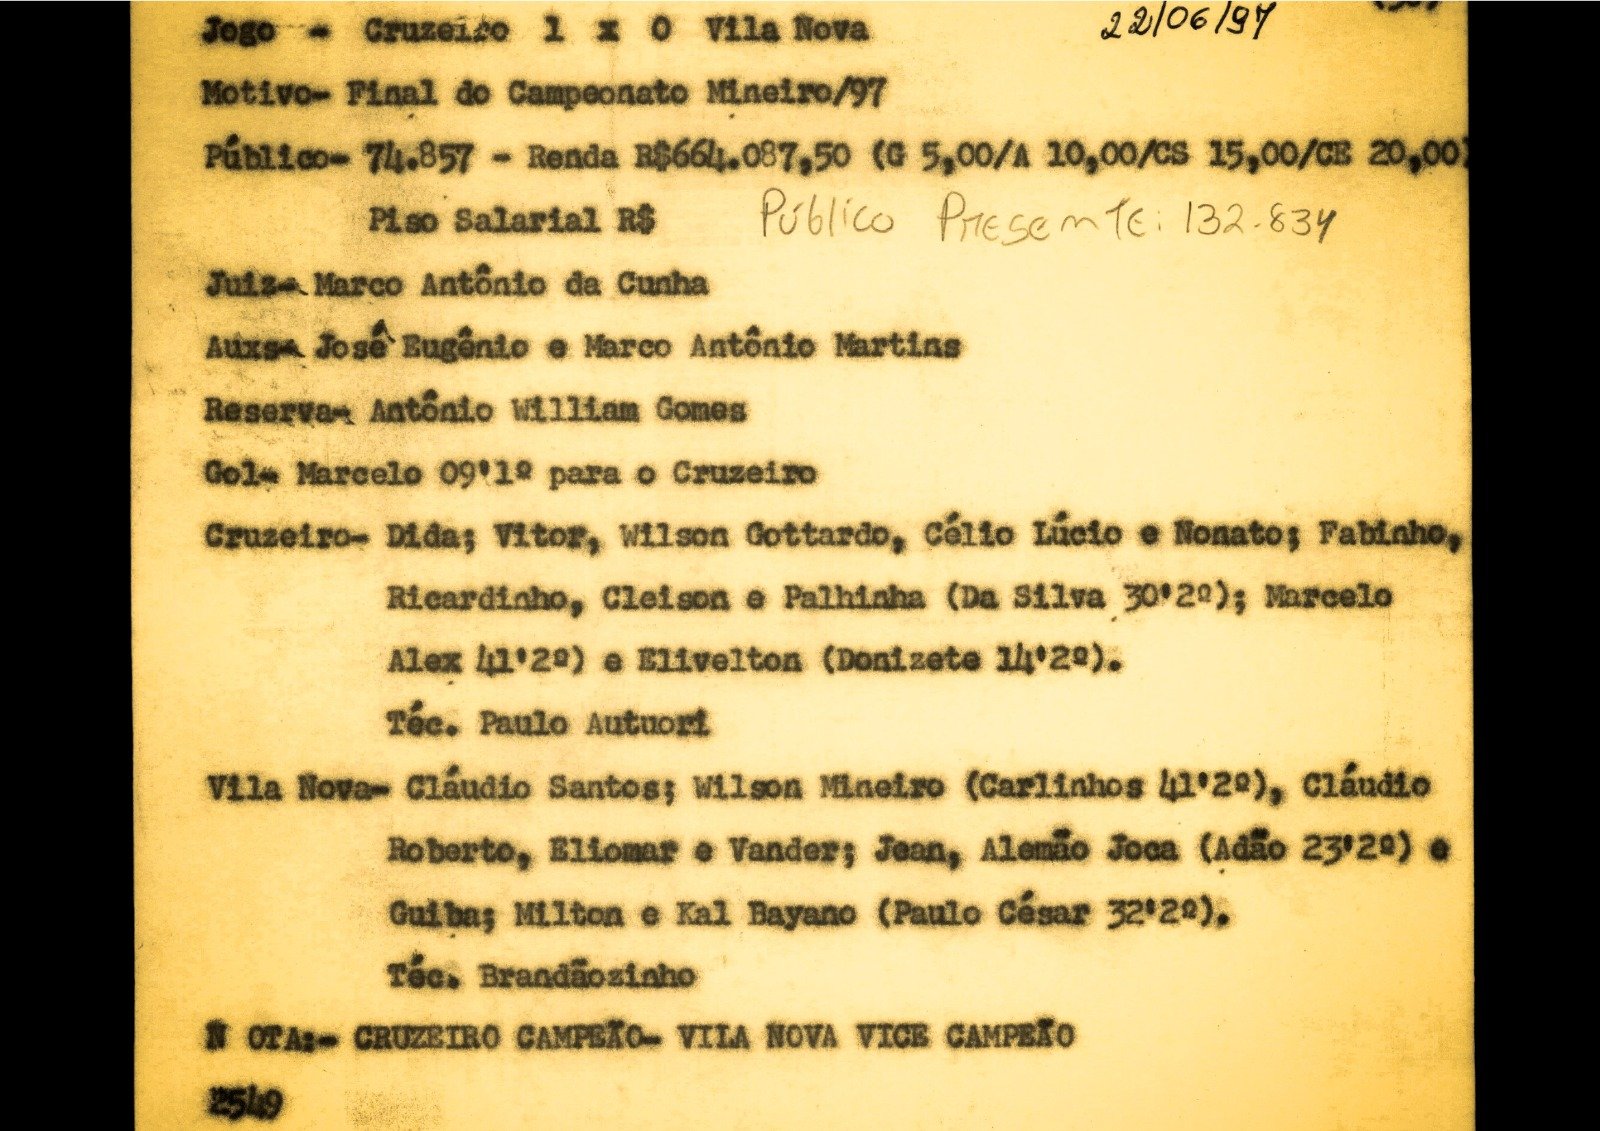 Jogo - Cruzeiro 1 x 0 Vila Nova 22/06/97
Motivo- Final do Campeonato Mineiro/97
Público- 74.857 - Renda R$664.087,50 (G 5,00/A 10,00/CS 15,00/CE 20,00)
Piso Salarial R$ Público Presente: 132.834
Juiz- Marco Antônio da Cunha
Auxs- José Eugênio e Marco Antônio Martins
Reserva- Antônio William Gomes
Gol- Marcelo 09'1º para o Cruzeiro
Cruzeiro- Dida; Vitor, Wilson Gottardo, Célio Lúcio e Nonato; Fabinho,
Ricardinho, Cleison e Palhinha (Da Silva 30'2º); Marcelo
Alex 41'2º) e Elivelton (Donizete 14'2º).
Téc. Paulo Autuori
Vila Nova- Cláudio Santos; Wilson Mineiro (Carlinhos 41'2º), Cláudio
Roberto, Eliomar e Vander; Jean, Alemão Joca (Adão 23'2º) e
Guiba; Milton e Kal Bayano (Paulo César 32'2º).
Téc. Brandãozinho
N OTA:- CRUZEIRO CAMPEÃO- VILA NOVA VICE CAMPEÃO
2549